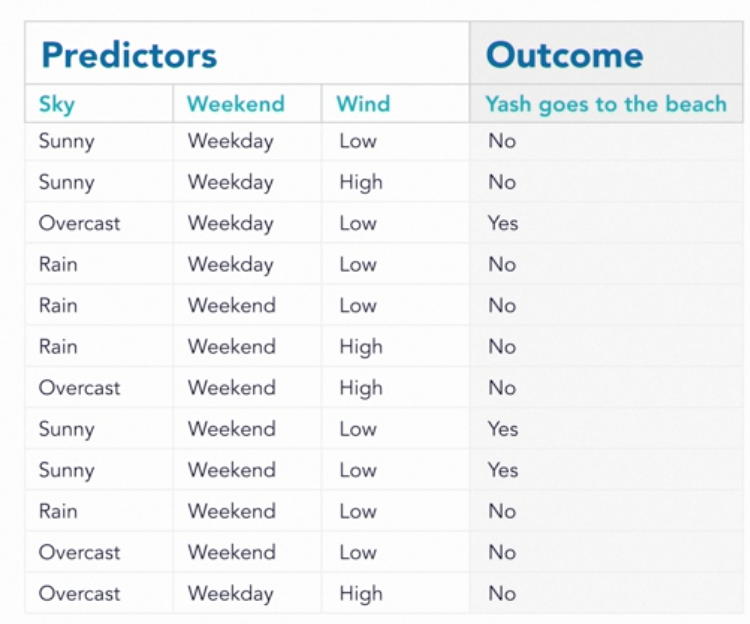 Predictors Outcome
Sky Weekend Wind Yash goes to the beach
Sunny Weekday Low No
Sunny Weekday High No
Overcast Weekday Low Yes
Rain Weekday Low No
Rain Weekend Low No
Rain Weekend High No
Overcast Weekend High No
Sunny Weekend Low Yes
Sunny Weekend Low Yes
Rain Weekend Low No
Overcast Weekend Low No
Overcast Weekday High No